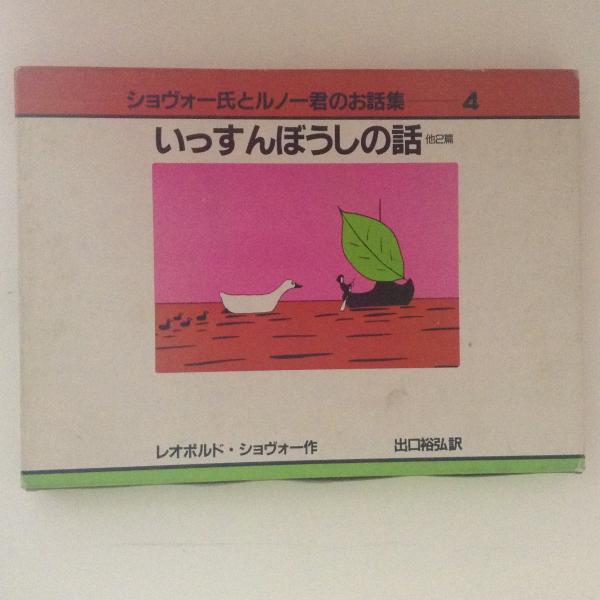 ショヴォー氏とルノー君のお話集——4
いっすんぼうしの話 他2篇
レオポルド・ショヴォー作 出口裕弘訳